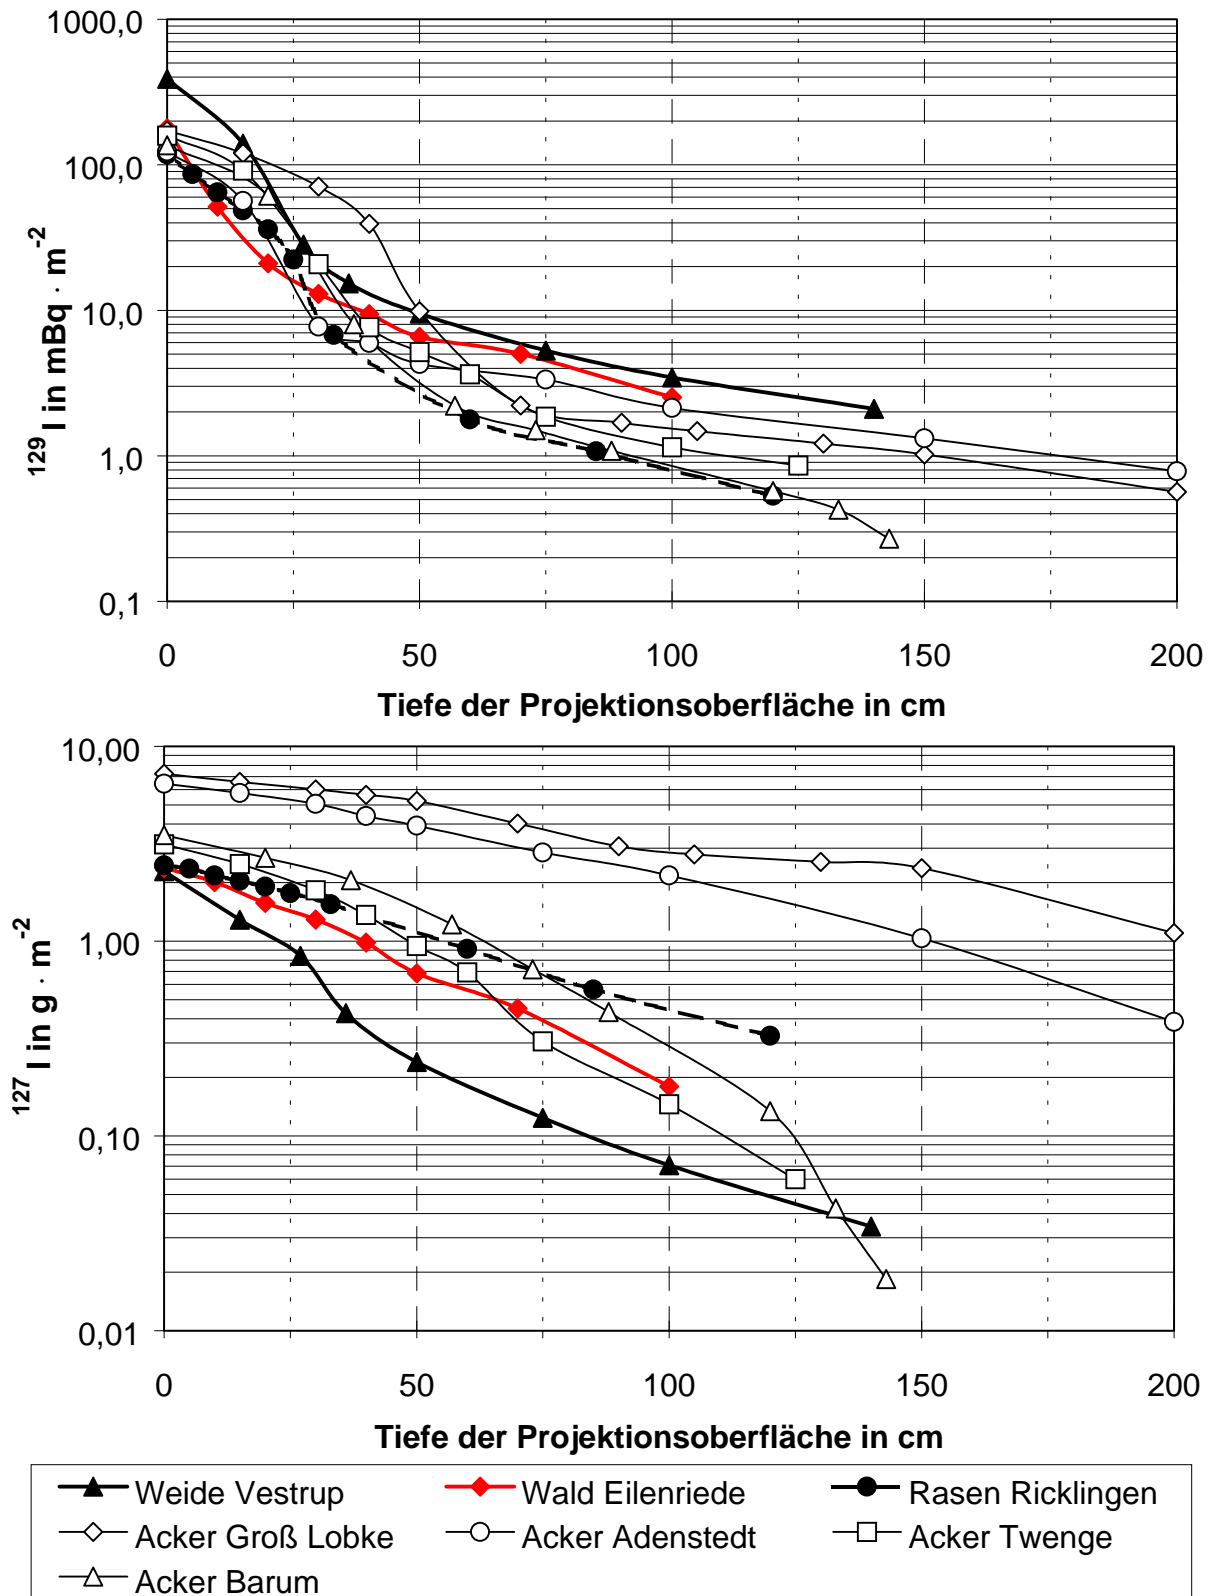 1000,0
100,0
10,0
1,0
0,1
129 I in mBq · m-2
0 50 100 150 200
Tiefe der Projektionsoberfläche in cm
10,00
1,00
0,10
0,01
127 I in g · m-2
0 50 100 150 200
Tiefe der Projektionsoberfläche in cm
Weide Vestrup Wald Eilenriede Rasen Ricklingen
Acker Groß Lobke Acker Adenstedt Acker Twenge
Acker Barum